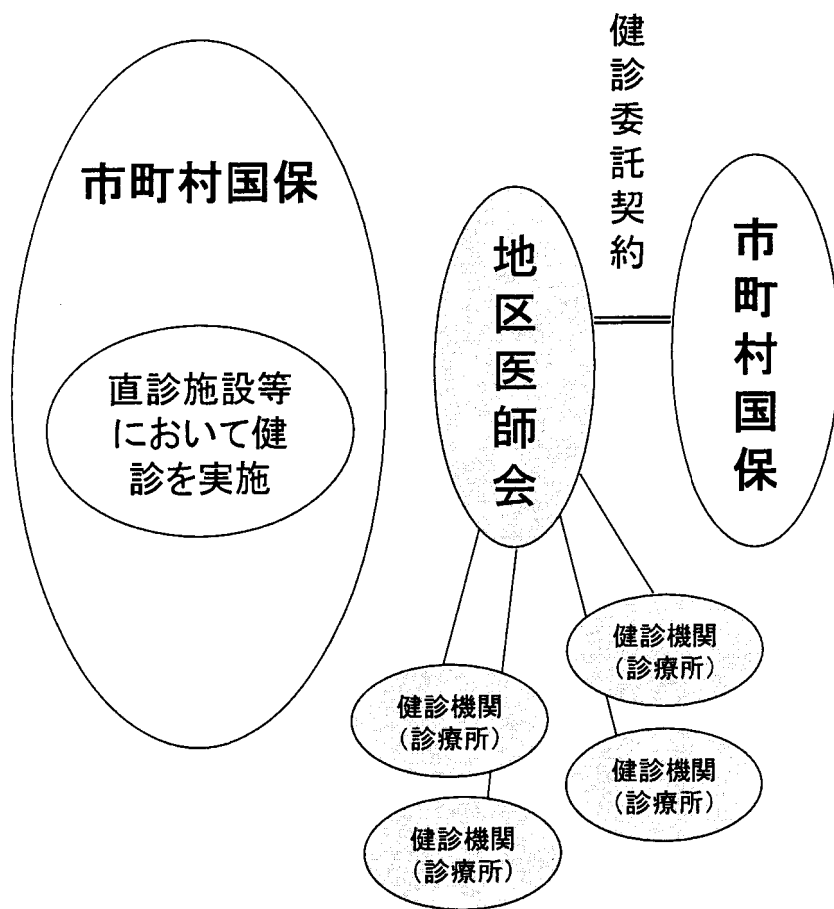 市町村国保
直診施設等
において健
診を実施
健診委託契約
地区医師会
市町村国保
健診機関
（診療所）
健診機関
（診療所）
健診機関
（診療所）
健診機関
（診療所）